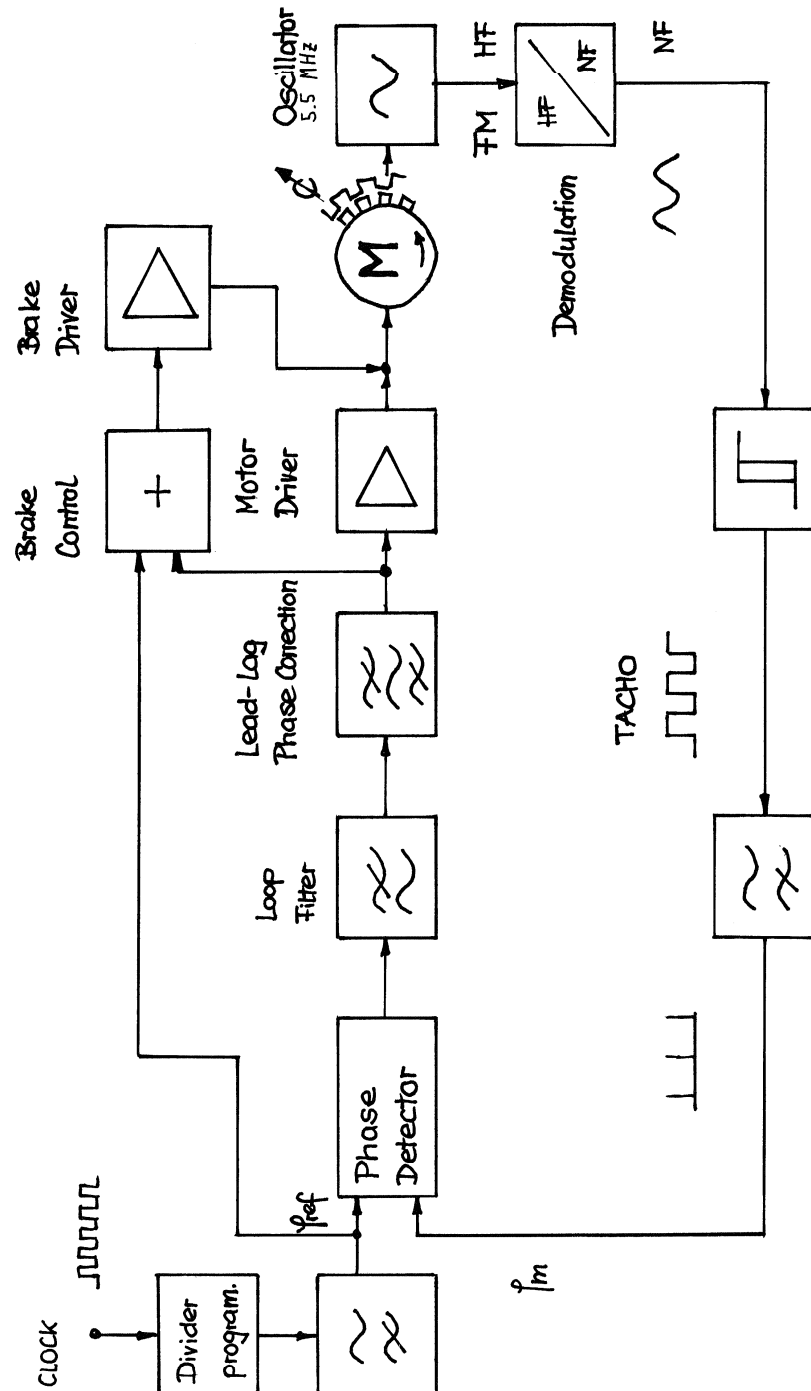 CLOCK
Divider
program.
φref
φm
Phase
Detector
Loop
Filter
Lead-Lag
Phase Correction
Brake
Control
+
Motor
Driver
Brake
Driver
M
Oscillator
5.5 MHz
FM
HF
HF
NF
Demodulation
NF
TACHO